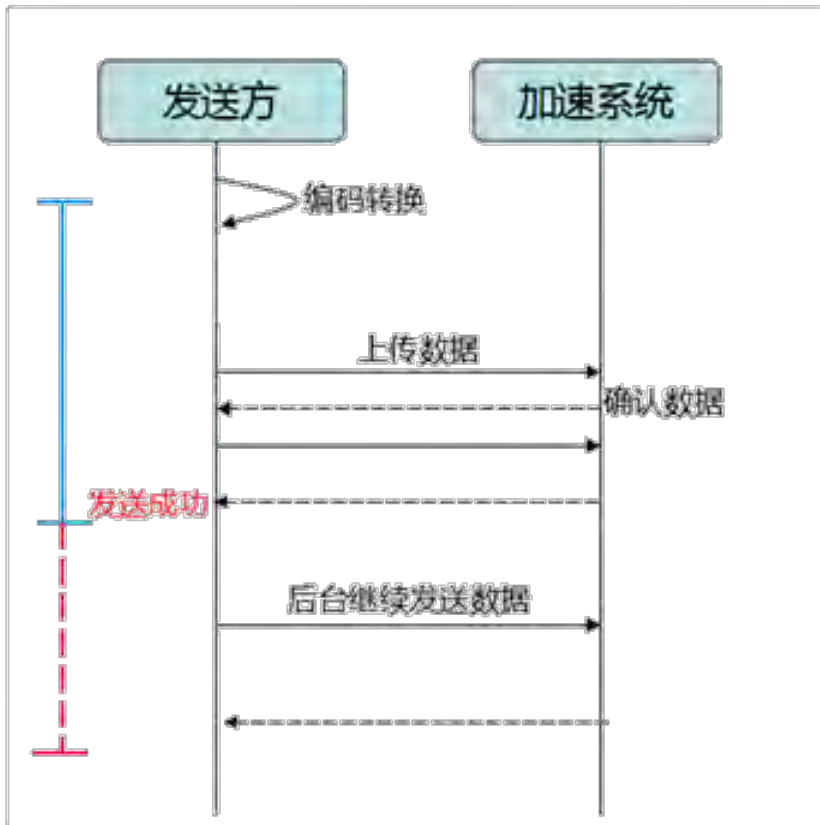 发送方
加速系统
编码转换
上传数据
确认数据
发送成功
后台继续发送数据